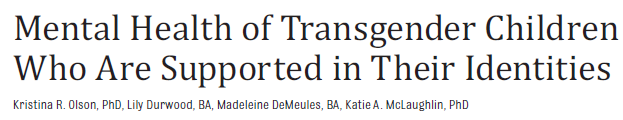 Mental Health of Transgender Children
Who Are Supported in Their Identities
Kristina R. Olson, PhD, Lily Durwood, BA, Madeleine DeMeules, BA, Katie A. McLaughlin, PhD